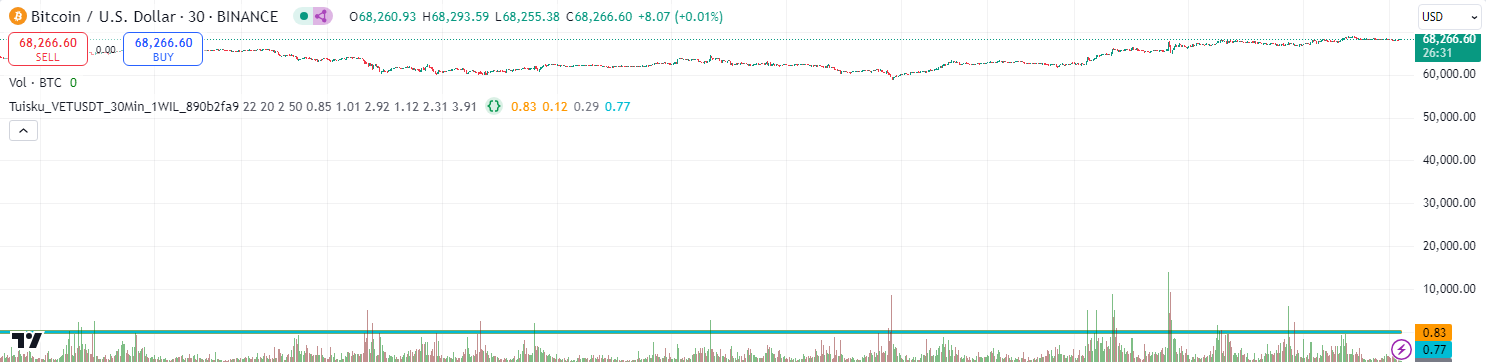 Bitcoin / U.S. Dollar · 30 · BINANCE O68,260.93 H68,293.59 L68,255.38 C68,266.60 +8.07 (+0.01%) USD
68,266.60 0.00 68,266.60 68,266.60
SELL BUY 26:31
60,000.00
Vol · BTC 0
Tuisku_VETUSDT_30Min_1WIL_890b2fa9 22 20 2 50 0.85 1.01 2.92 1.12 2.31 3.91 {} 0.83 0.12 0.29 0.77
50,000.00
40,000.00
30,000.00
20,000.00
10,000.00
0.83
0.77